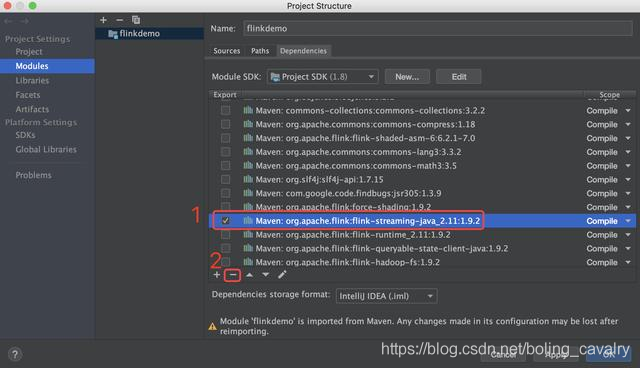 Project Structure
Name: flinkdemo
Project Settings
Project
Modules
Libraries
Facets
Artifacts
Platform Settings
SDKs
Global Libraries
Problems
flinkdemo
Sources Paths Dependencies
Module SDK: Project SDK (1.8) New... Edit
Export Scope
Maven: commons-collections:commons-collections:3.2.2 Compile
Maven: org.apache.commons:commons-compress:1.18 Compile
Maven: org.apache.flink:flink-shaded-asm-6:6.2.1-7.0 Compile
Maven: org.apache.commons:commons-lang3:3.3.2 Compile
Maven: org.apache.commons:commons-math3:3.5 Compile
Maven: org.slf4j:slf4j-api:1.7.15 Compile
Maven: com.google.code.findbugs:jsr305:1.3.9 Compile
Maven: org.apache.flink:force-shading:1.9.2 Compile
1 Maven: org.apache.flink:flink-streaming-java_2.11:1.9.2 Compile
Maven: org.apache.flink:flink-runtime_2.11:1.9.2 Compile
Maven: org.apache.flink:flink-queryable-state-client-java:1.9.2 Compile
2 Maven: org.apache.flink:flink-hadoop-fs:1.9.2 Compile
Dependencies storage format: IntelliJ IDEA (.iml)
Module 'flinkdemo' is imported from Maven. Any changes made in its configuration may be lost after
reimporting.
https://blog.csdn.net/boling_cavalry
? Cancel Apply OK